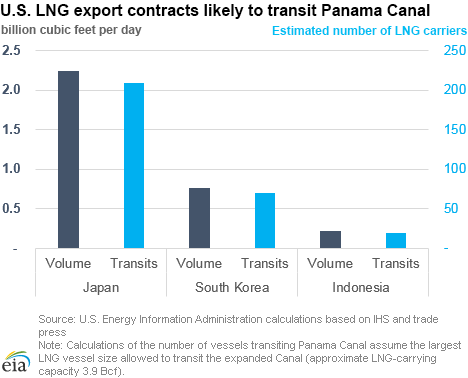 U.S. LNG export contracts likely to transit Panama Canal
billion cubic feet per day
Estimated number of LNG carriers
2.5 250
2.0 200
1.5 150
1.0 100
0.5 50
- -
Volume Transits Volume Transits Volume Transits
Japan South Korea Indonesia
Source: U.S. Energy Information Administration calculations based on IHS and trade
press
Note: Calculations of the number of vessels transiting Panama Canal assume the largest
LNG vessel size allowed to transit the expanded Canal (approximate LNG-carrying
capacity 3.9 Bcf).
eia